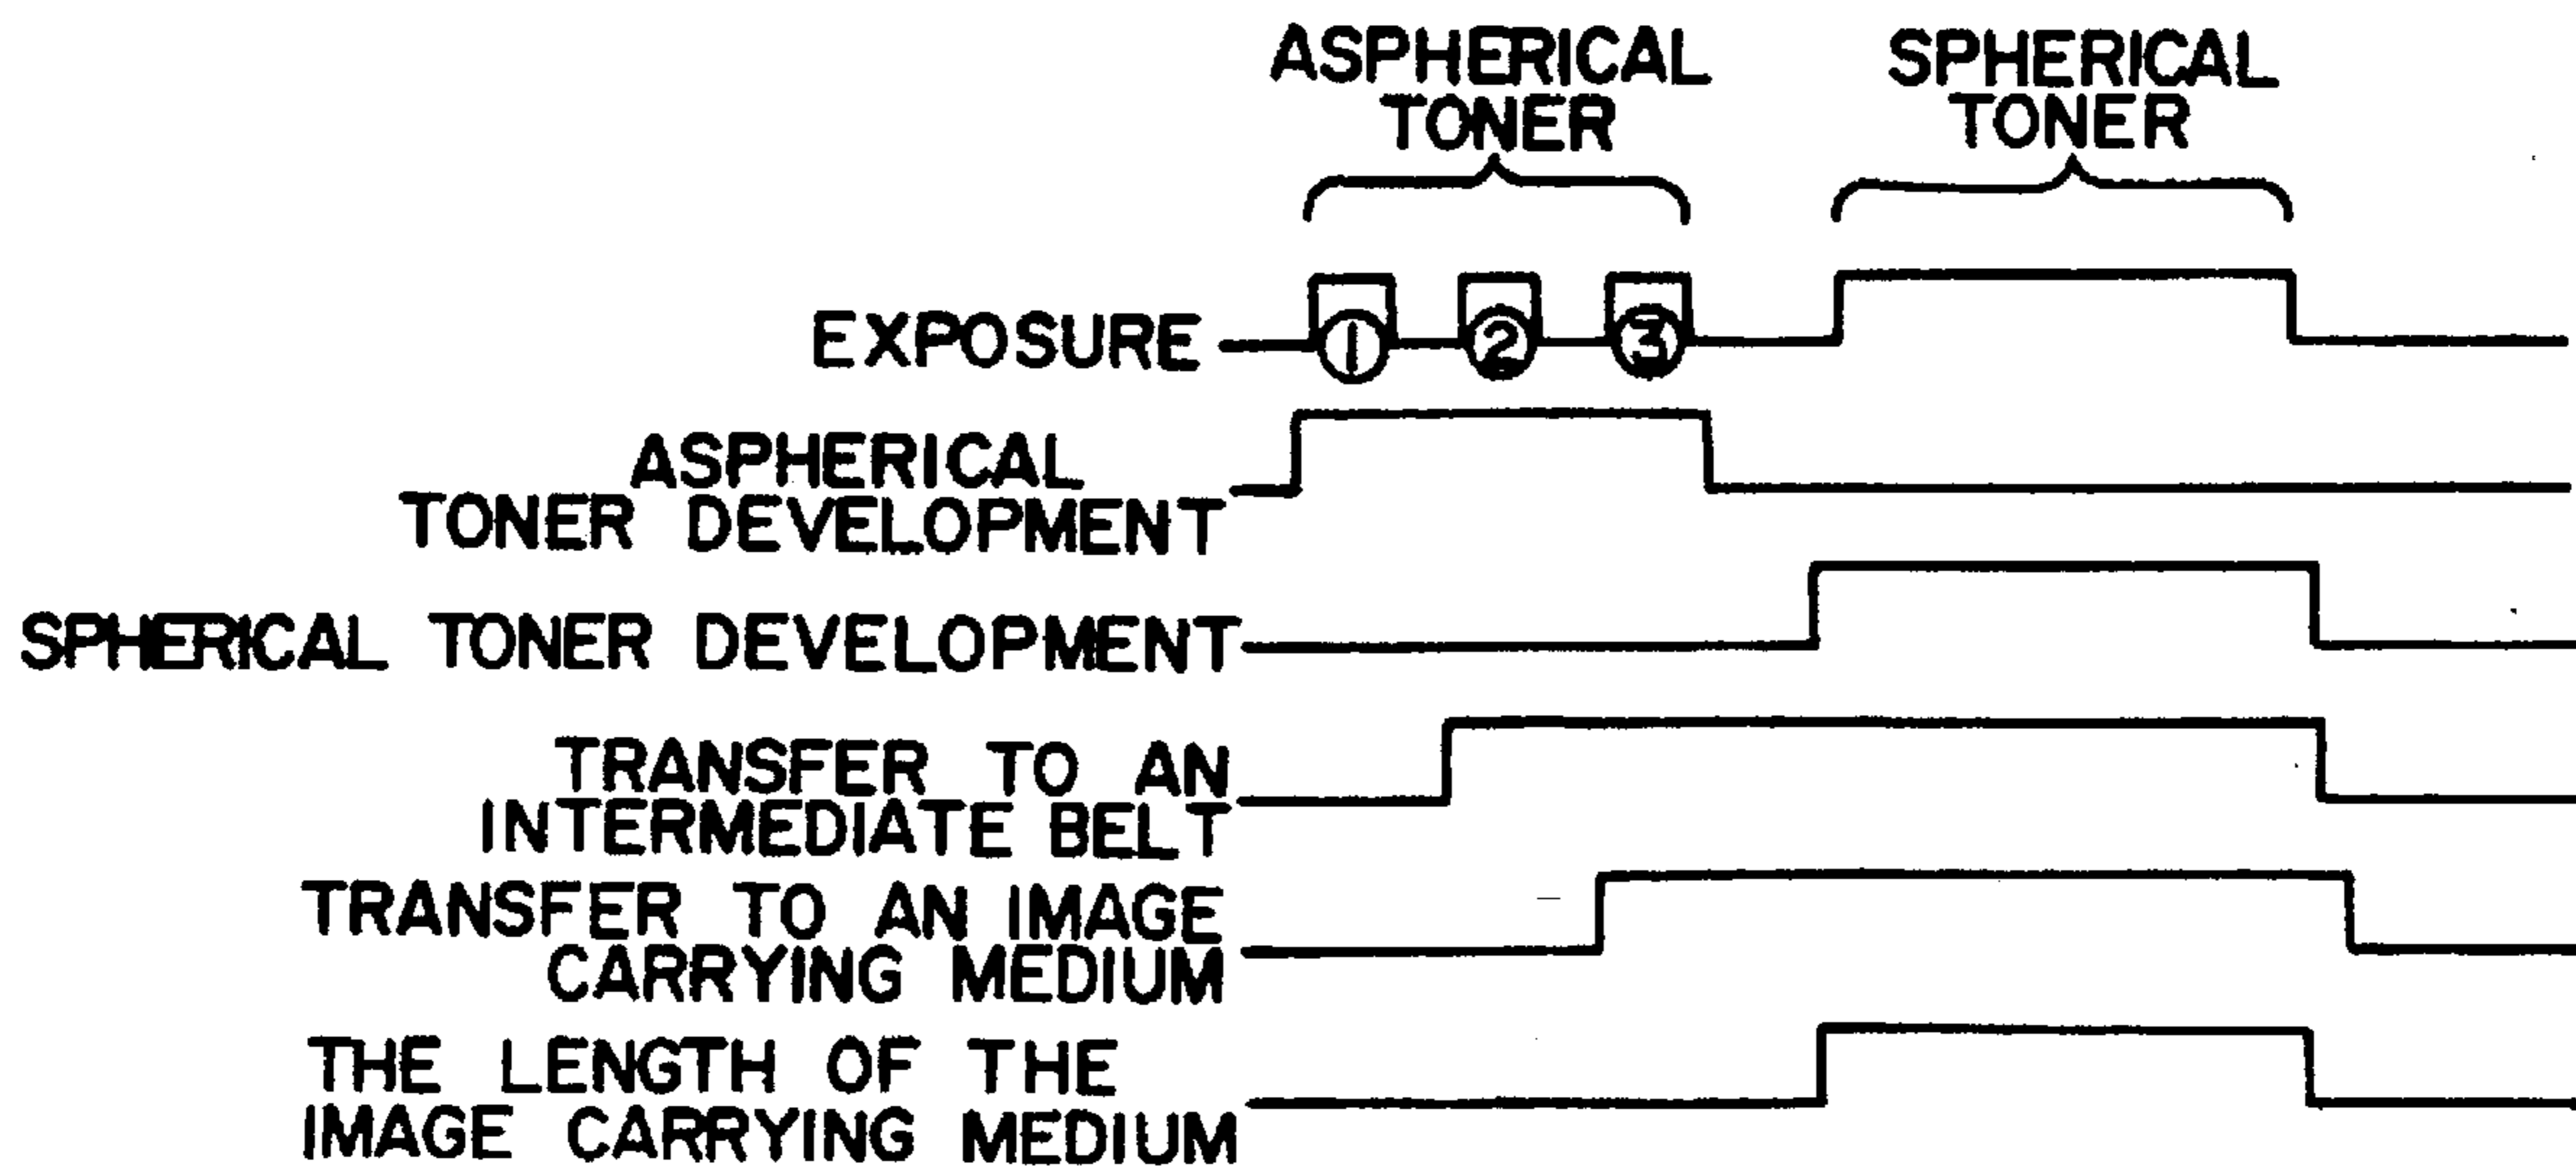 ASPHERICAL
TONER
SPHERICAL
TONER
EXPOSURE
1 2 3
ASPHERICAL
TONER DEVELOPMENT
SPHERICAL TONER DEVELOPMENT
TRANSFER TO AN
INTERMEDIATE BELT
TRANSFER TO AN IMAGE
CARRYING MEDIUM
THE LENGTH OF THE
IMAGE CARRYING MEDIUM